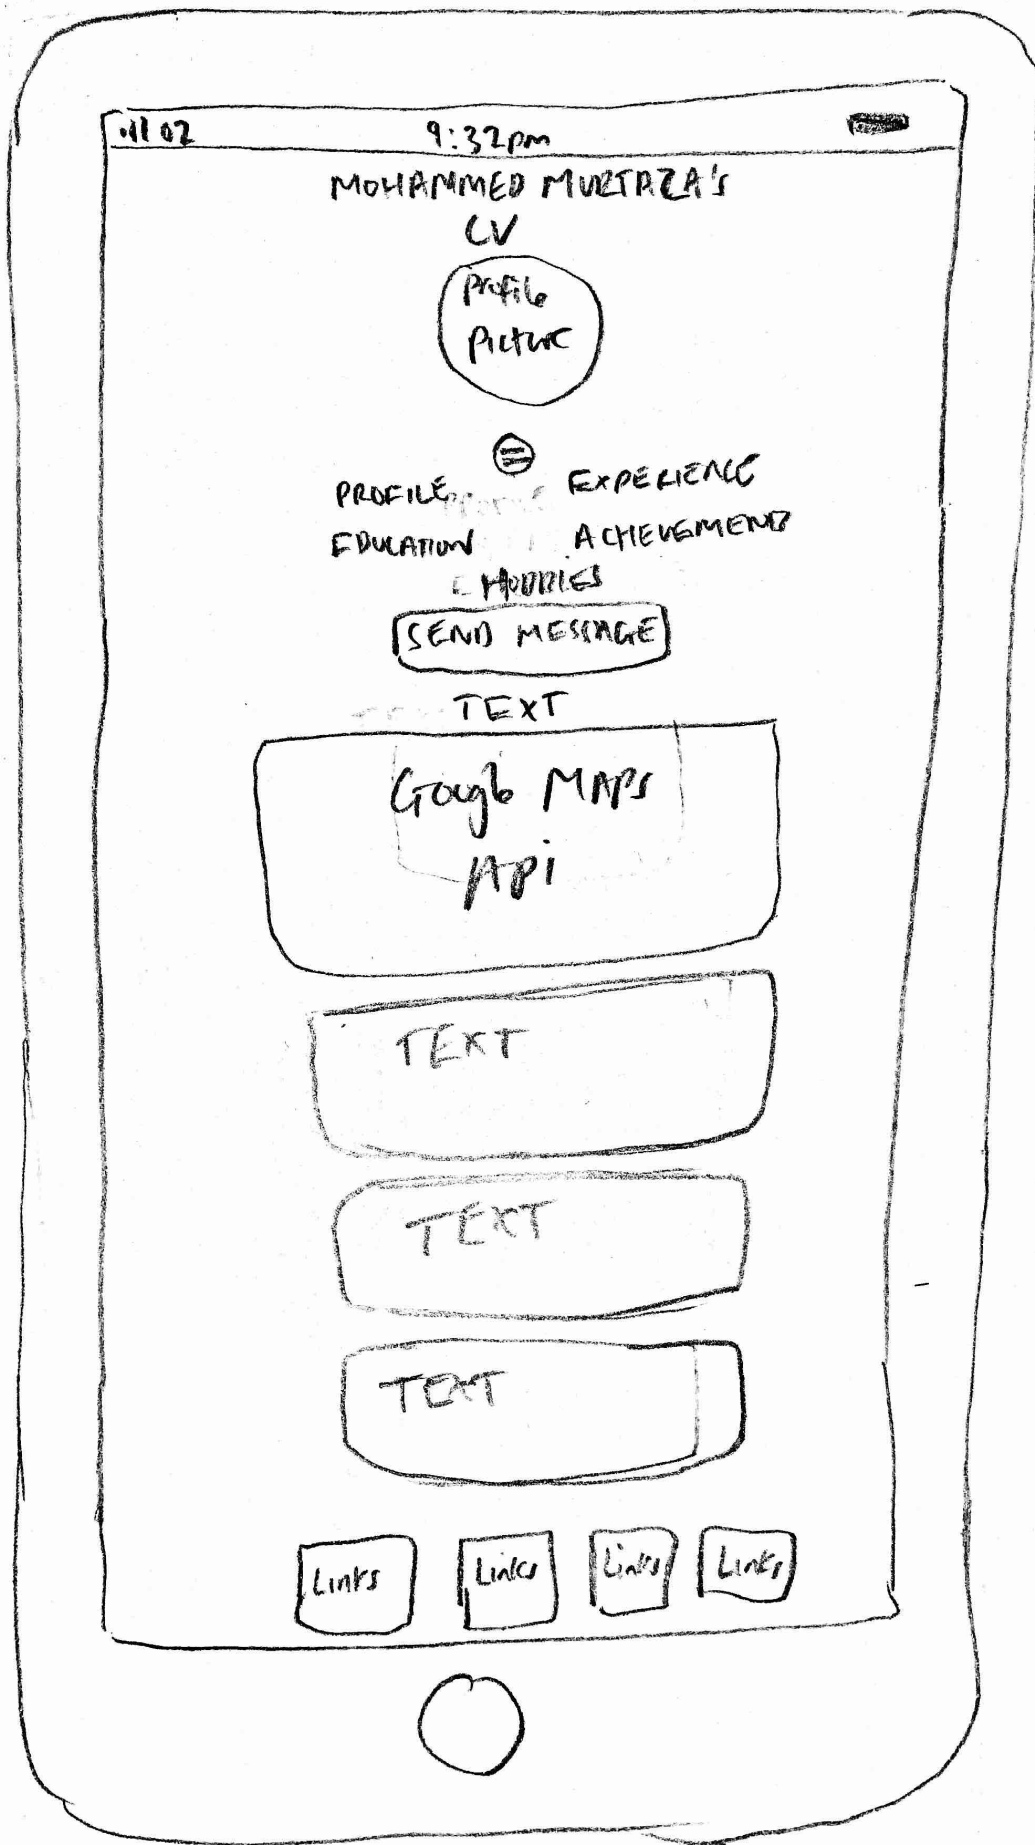 02 9:32pm
MOHAMMED MURTAZA'S
CV
Profile
Picture
PROFILE EXPERIENCE
EDUCATION ACHIEVEMENTS
HOBBIES
SEND MESSAGE
TEXT
Google MAPS
Api
TEXT
TEXT
TEXT
Links Links Links Links